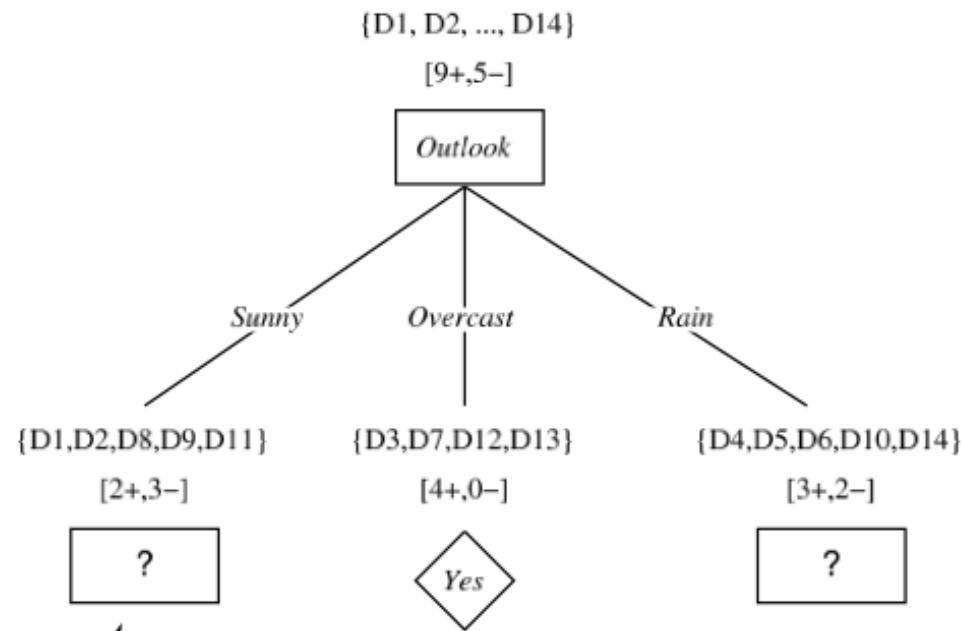 {D1, D2, ..., D14}
[9+,5−]
Outlook
Sunny Overcast Rain
{D1,D2,D8,D9,D11} {D3,D7,D12,D13} {D4,D5,D6,D10,D14}
[2+,3−] [4+,0−] [3+,2−]
? Yes ?